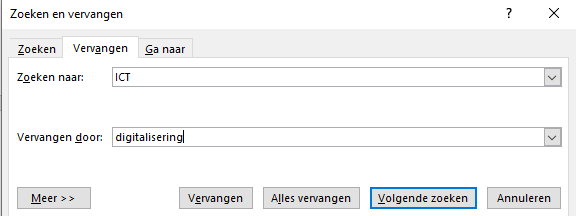 Zoeken en vervangen ?
Zoeken Vervangen Ga naar
Zoeken naar: ICT
Vervangen door: digitalisering
Meer >> Vervangen Alles vervangen Volgende zoeken Annuleren